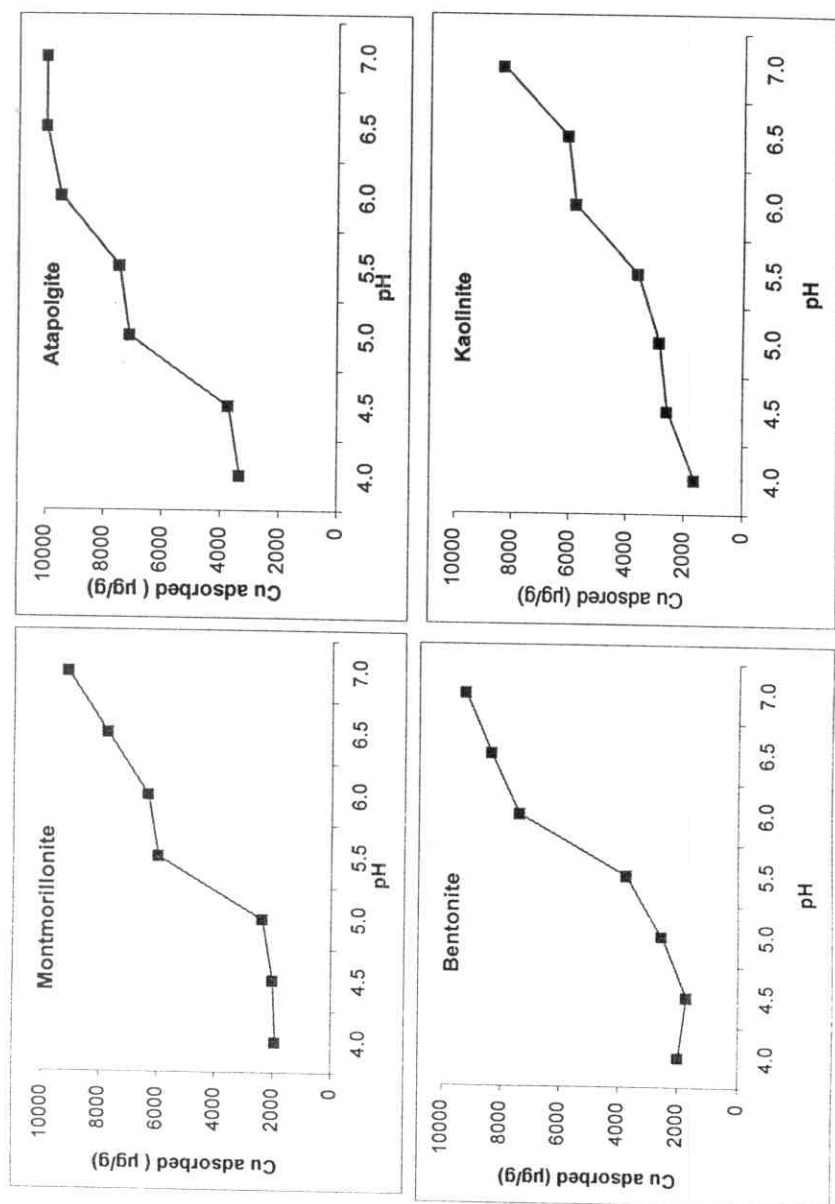 Montmorillonite
Cu adsorbed ( µg/g)
10000
8000
6000
4000
2000
0
4.0 4.5 5.0 5.5 6.0 6.5 7.0
pH
Atapolgite
Cu adsorbed ( µg/g)
10000
8000
6000
4000
2000
0
4.0 4.5 5.0 5.5 6.0 6.5 7.0
pH
Bentonite
Cu adsorbed (µg/g)
10000
8000
6000
4000
2000
0
4.0 4.5 5.0 5.5 6.0 6.5 7.0
pH
Kaolinite
Cu adsored (µg/g)
10000
8000
6000
4000
2000
0
4.0 4.5 5.0 5.5 6.0 6.5 7.0
pH